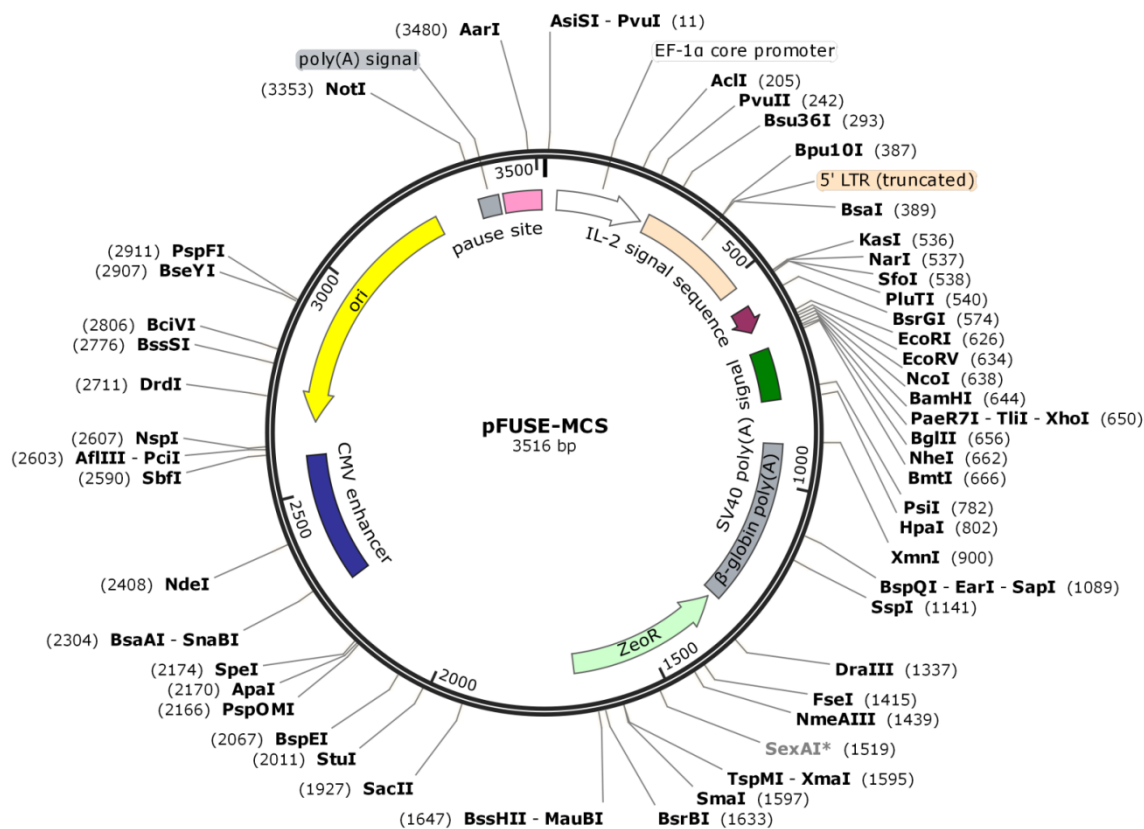 AsiSI - PvuI (11)
(3480) AarI
poly(A) signal
(3353) NotI
EF-1α core promoter
AclI (205)
PvuII (242)
Bsu36I (293)
Bpu10I (387)
5' LTR (truncated)
BsaI (389)
KasI (536)
NarI (537)
SfoI (538)
PluTI (540)
BsrGI (574)
EcoRI (626)
EcoRV (634)
NcoI (638)
BamHI (644)
PaeR7I - TliI - XhoI (650)
BglII (656)
NheI (662)
BmtI (666)
PsiI (782)
HpaI (802)
XmnI (900)
BspQI - EarI - SapI (1089)
SspI (1141)
DraIII (1337)
FseI (1415)
NmeAIII (1439)
SexAI* (1519)
TspMI - XmaI (1595)
SmaI (1597)
BsrBI (1633)
(1647) BssHII - MauBI
(1927) SacII
(2011) StuI
(2067) BspEI
(2166) PspOMI
(2170) ApaI
(2174) SpeI
(2304) BsaAI - SnaBI
(2408) NdeI
(2590) SbfI
(2603) AflIII - PciI
(2607) NspI
(2711) DrdI
(2776) BssSI
(2806) BciVI
(2907) BseYI
(2911) PspFI
3500
500
1000
1500
2000
2500
3000
pause site
IL-2 signal sequence
SV40 poly(A) signal
β-globin poly(A)
ZeoR
CMV enhancer
ori
pFUSE-MCS
3516 bp